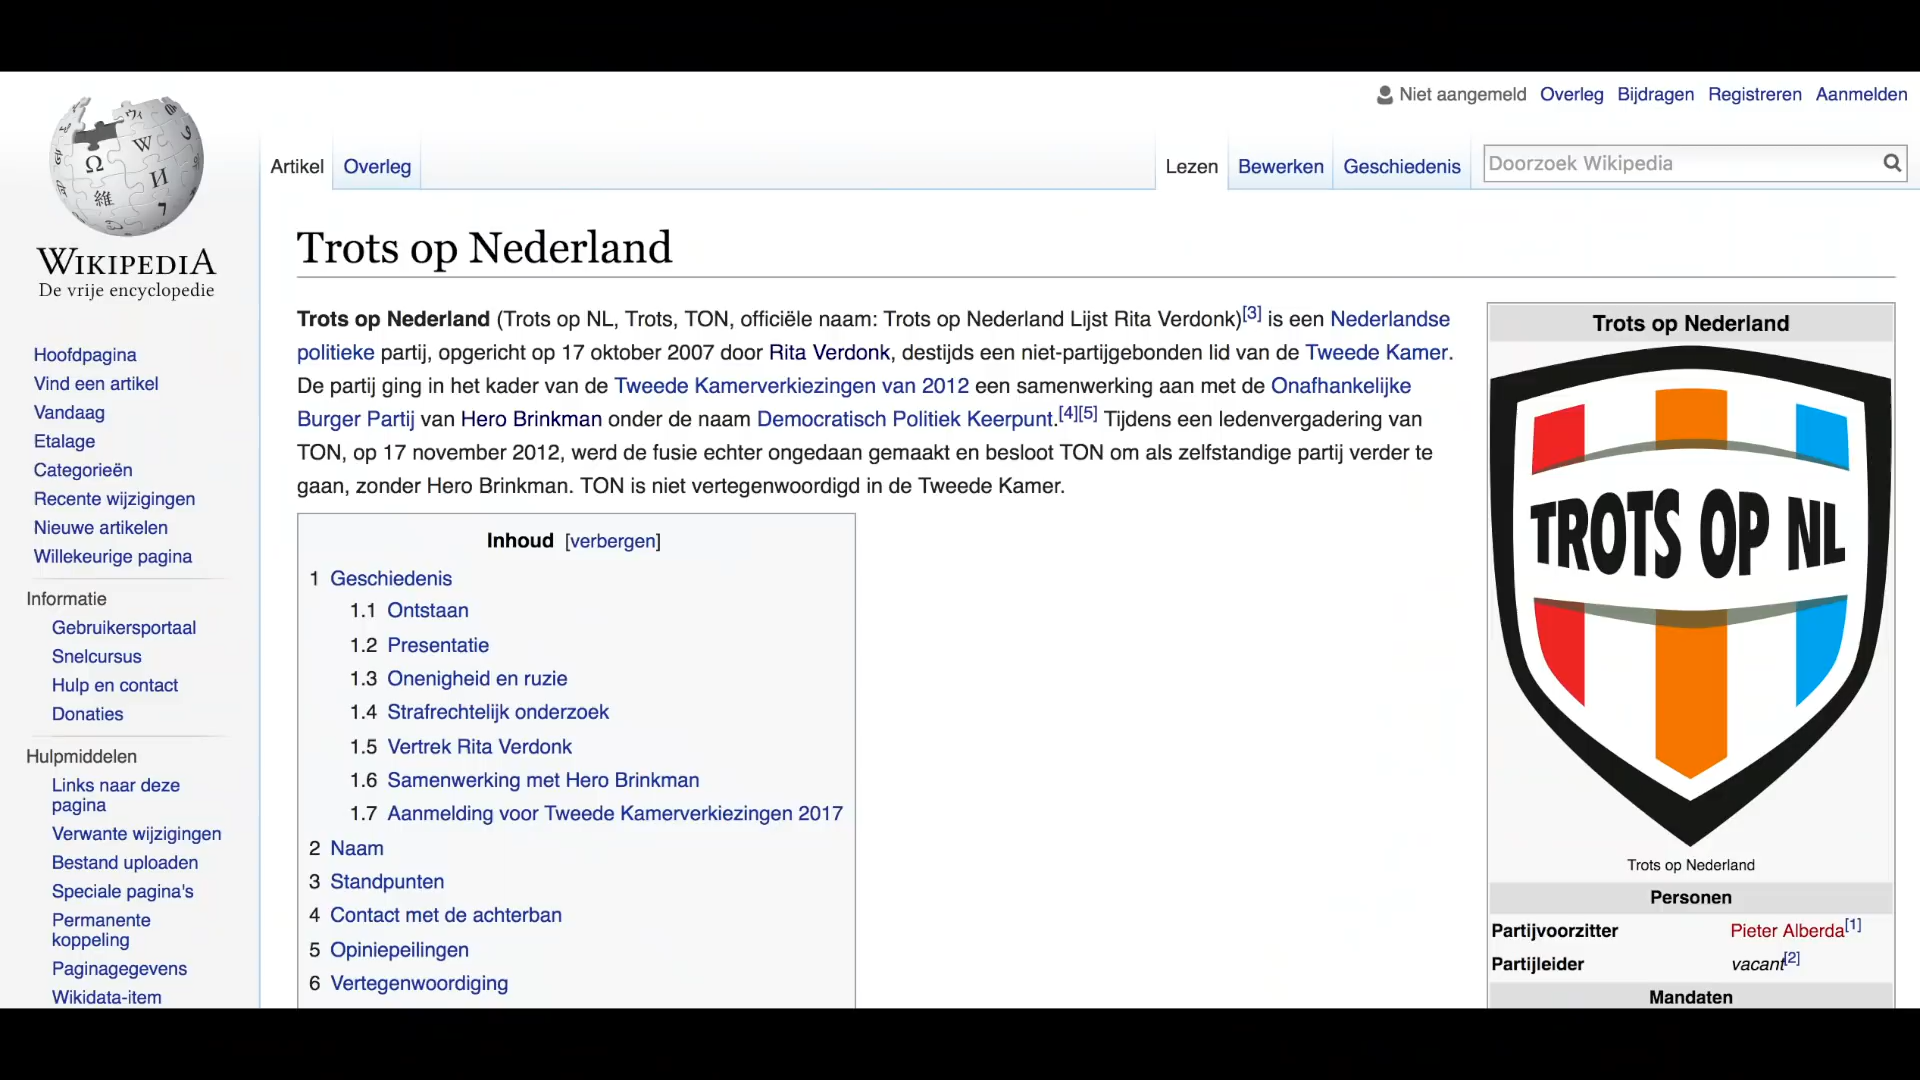 Niet aangemeld Overleg Bijdragen Registreren Aanmelden
Artikel Overleg Lezen Bewerken Geschiedenis Doorzoek Wikipedia
WIKIPEDIA
De vrije encyclopedie
Hoofdpagina
Vind een artikel
Vandaag
Etalage
Categorieën
Recente wijzigingen
Nieuwe artikelen
Willekeurige pagina
Informatie
Gebruikersportaal
Snelcursus
Hulp en contact
Donaties
Hulpmiddelen
Links naar deze
pagina
Verwante wijzigingen
Bestand uploaden
Speciale pagina's
Permanente
koppeling
Paginagegevens
Wikidata-item
Trots op Nederland
Trots op Nederland (Trots op NL, Trots, TON, officiële naam: Trots op Nederland Lijst Rita Verdonk)[3] is een Nederlandse
politieke partij, opgericht op 17 oktober 2007 door Rita Verdonk, destijds een niet-partijgebonden lid van de Tweede Kamer.
De partij ging in het kader van de Tweede Kamerverkiezingen van 2012 een samenwerking aan met de Onafhankelijke
Burger Partij van Hero Brinkman onder de naam Democratisch Politiek Keerpunt.[4][5] Tijdens een ledenvergadering van
TON, op 17 november 2012, werd de fusie echter ongedaan gemaakt en besloot TON om als zelfstandige partij verder te
gaan, zonder Hero Brinkman. TON is niet vertegenwoordigd in de Tweede Kamer.
Inhoud [verbergen]
1 Geschiedenis
1.1 Ontstaan
1.2 Presentatie
1.3 Onenigheid en ruzie
1.4 Strafrechtelijk onderzoek
1.5 Vertrek Rita Verdonk
1.6 Samenwerking met Hero Brinkman
1.7 Aanmelding voor Tweede Kamerverkiezingen 2017
2 Naam
3 Standpunten
4 Contact met de achterban
5 Opiniepeilingen
6 Vertegenwoordiging
Trots op Nederland
TROTS OP NL
Trots op Nederland
Personen
Partijvoorzitter Pieter Alberda[1]
Partijleider vacant[2]
Mandaten